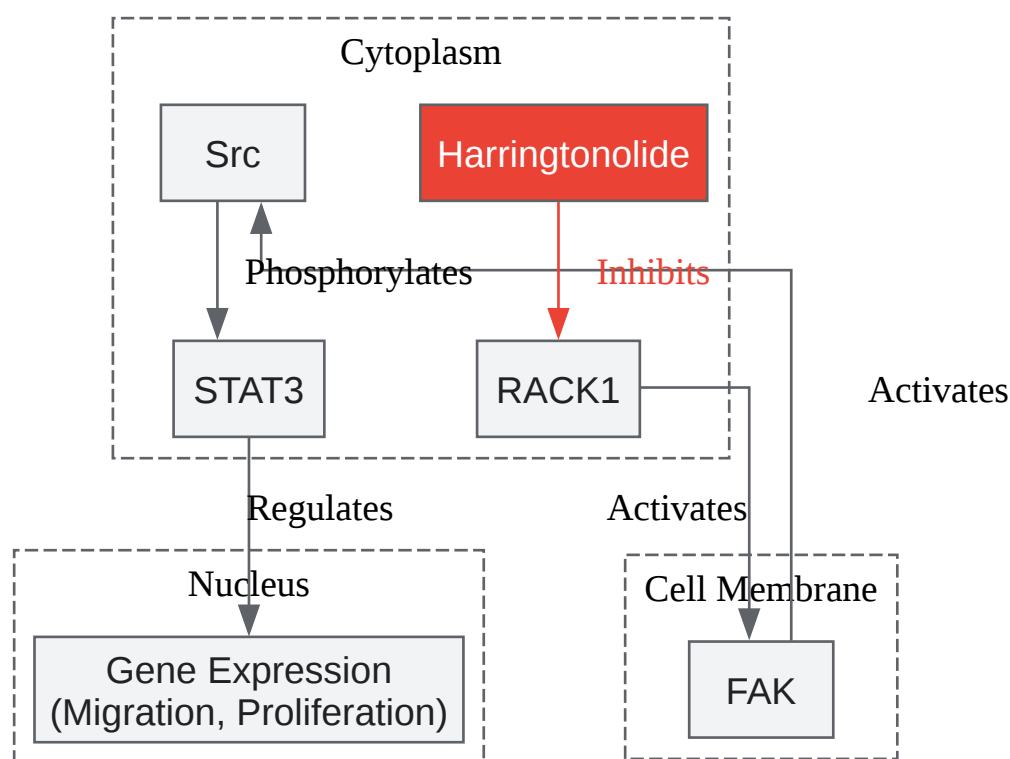 Cytoplasm
Src
Harringtonolide
Phosphorylates
Inhibits
STAT3
RACK1
Activates
Regulates
Activates
Nucleus
Cell Membrane
Gene Expression
(Migration, Proliferation)
FAK